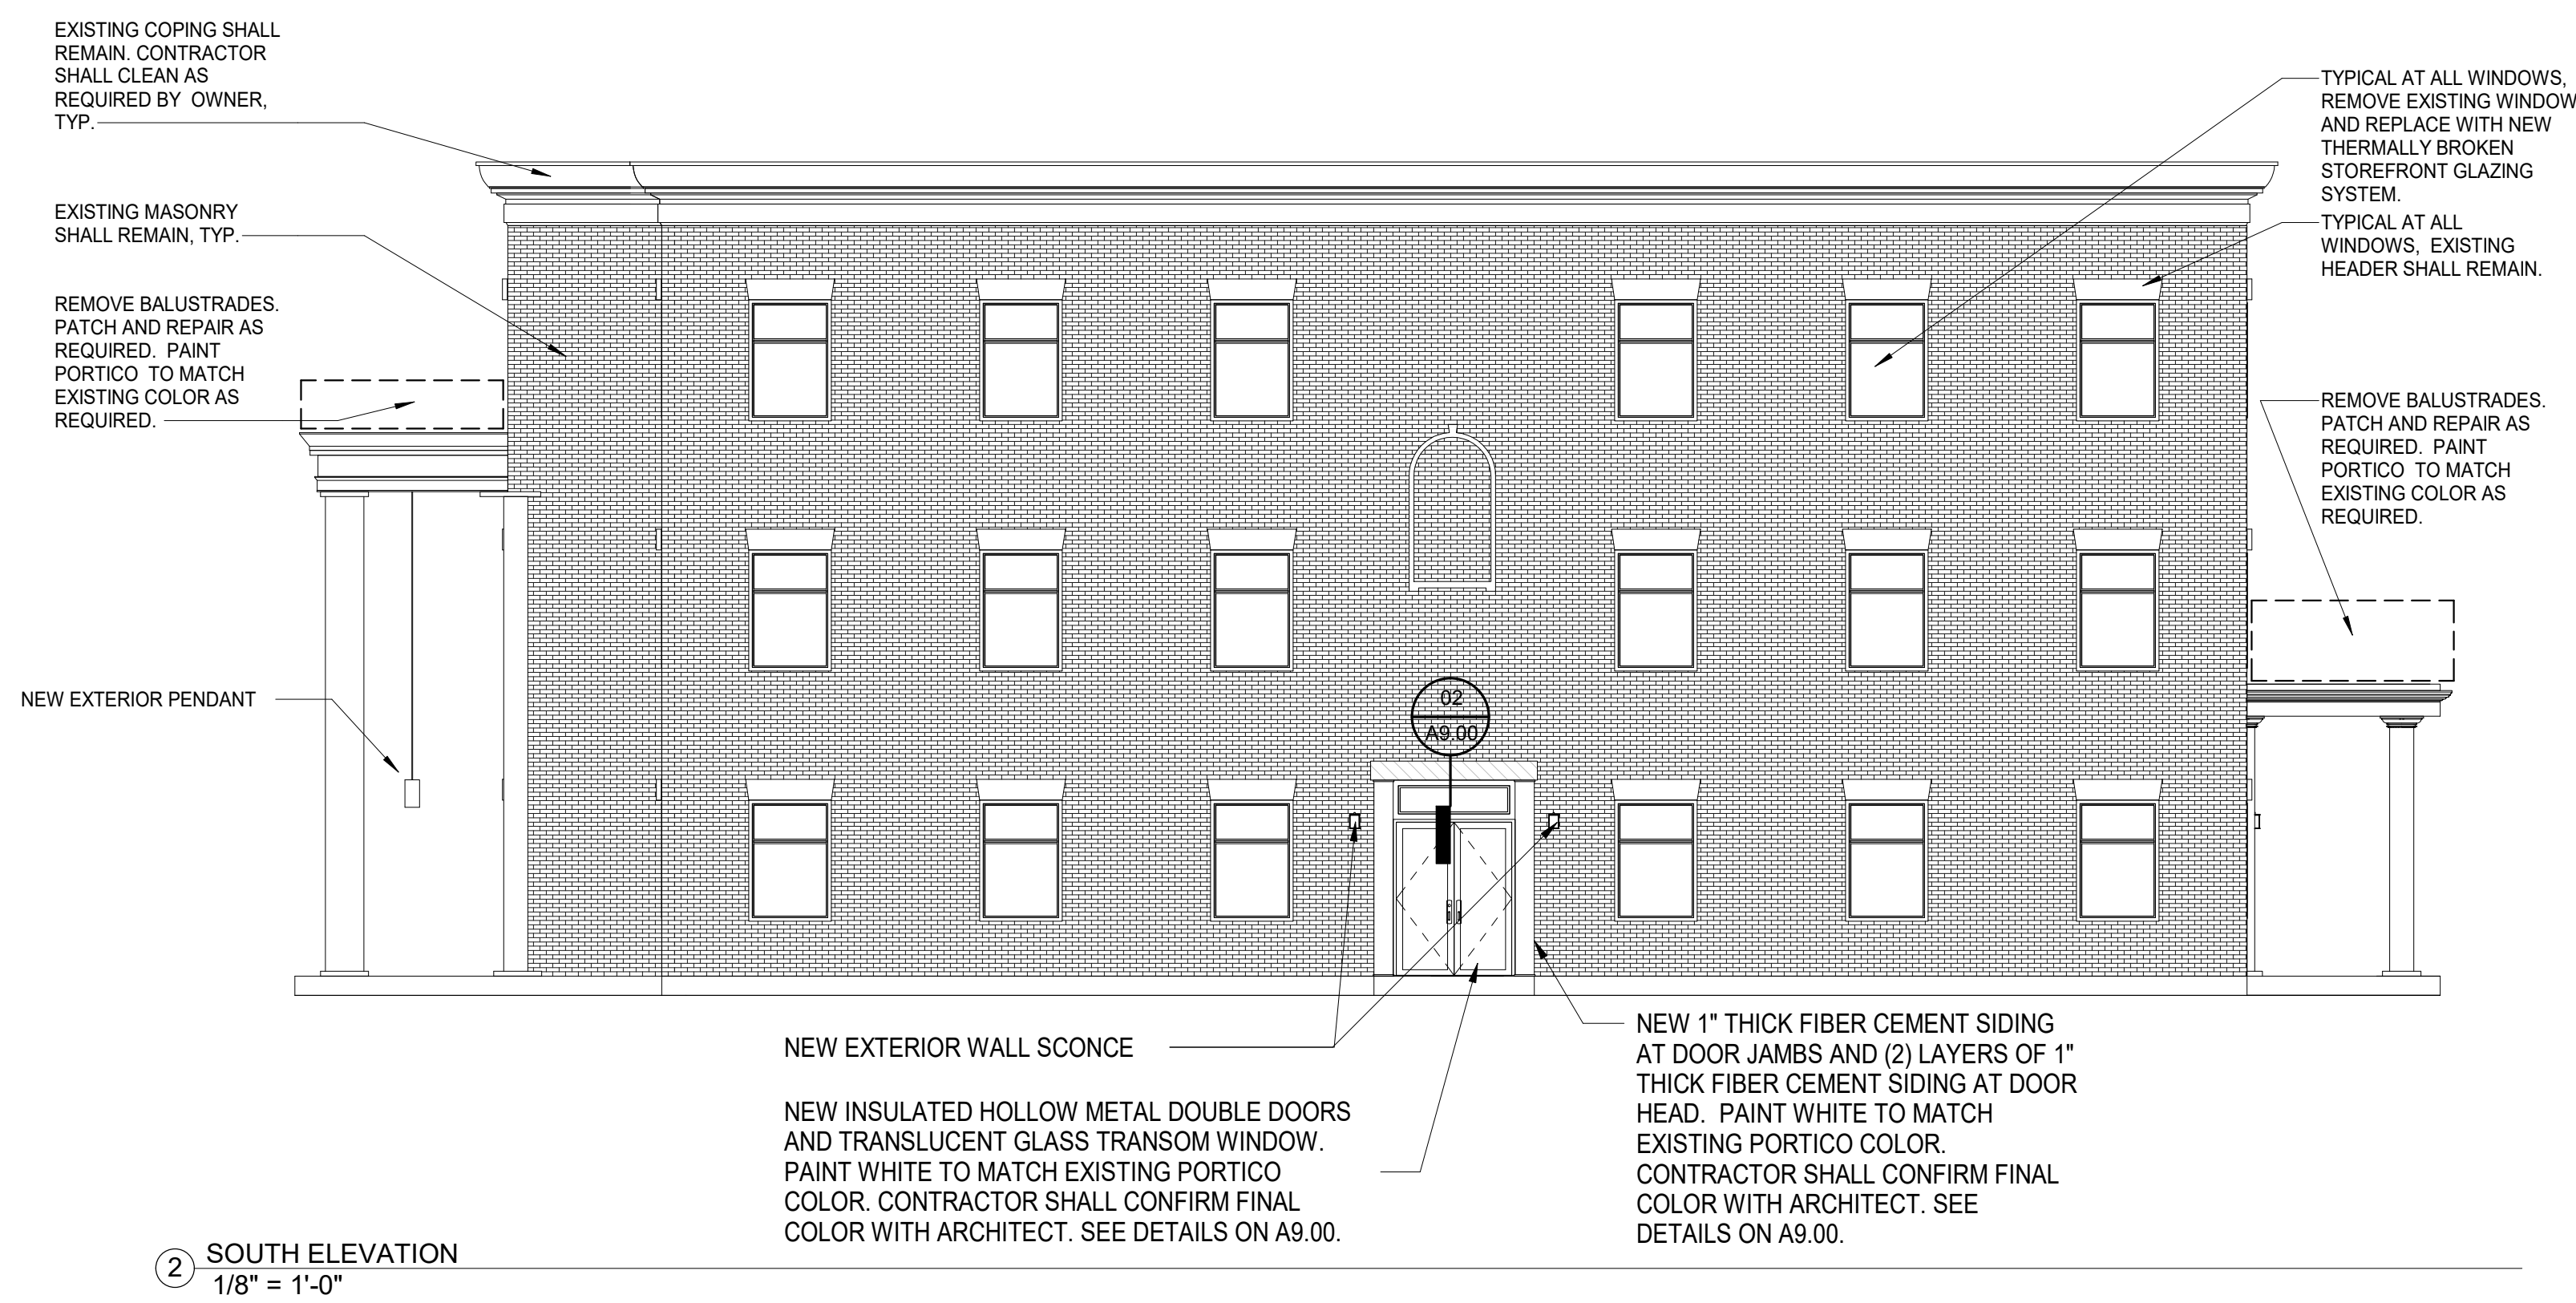 EXISTING COPING SHALL
REMAIN. CONTRACTOR
SHALL CLEAN AS
REQUIRED BY OWNER,
TYP.
EXISTING MASONRY
SHALL REMAIN, TYP.
REMOVE BALUSTRADES.
PATCH AND REPAIR AS
REQUIRED. PAINT
PORTICO TO MATCH
EXISTING COLOR AS
REQUIRED.
NEW EXTERIOR PENDANT
TYPICAL AT ALL WINDOWS,
REMOVE EXISTING WINDOW
AND REPLACE WITH NEW
THERMALLY BROKEN
STOREFRONT GLAZING
SYSTEM.
TYPICAL AT ALL
WINDOWS, EXISTING
HEADER SHALL REMAIN.
REMOVE BALUSTRADES.
PATCH AND REPAIR AS
REQUIRED. PAINT
PORTICO TO MATCH
EXISTING COLOR AS
REQUIRED.
02
A9.00
NEW EXTERIOR WALL SCONCE
NEW INSULATED HOLLOW METAL DOUBLE DOORS
AND TRANSLUCENT GLASS TRANSOM WINDOW.
PAINT WHITE TO MATCH EXISTING PORTICO
COLOR. CONTRACTOR SHALL CONFIRM FINAL
COLOR WITH ARCHITECT. SEE DETAILS ON A9.00.
NEW 1" THICK FIBER CEMENT SIDING
AT DOOR JAMBS AND (2) LAYERS OF 1"
THICK FIBER CEMENT SIDING AT DOOR
HEAD. PAINT WHITE TO MATCH
EXISTING PORTICO COLOR.
CONTRACTOR SHALL CONFIRM FINAL
COLOR WITH ARCHITECT. SEE
DETAILS ON A9.00.
2
SOUTH ELEVATION
1/8" = 1'-0"